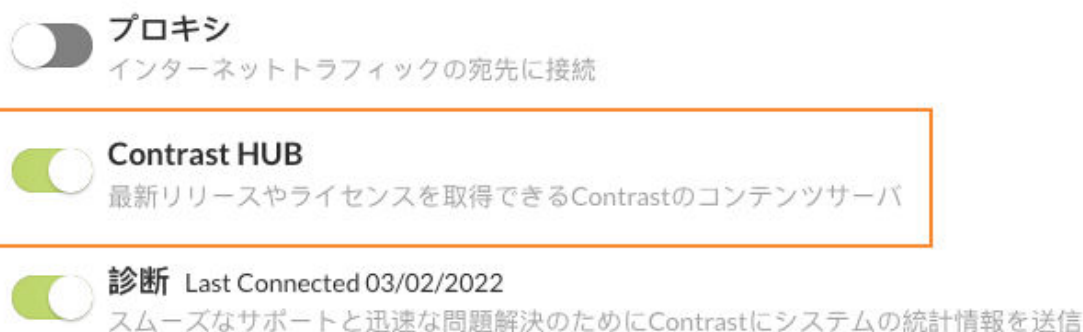 プロキシ
インターネットトラフィックの宛先に接続
Contrast HUB
最新リリースやライセンスを取得できるContrastのコンテンツサーバ
診断 Last Connected 03/02/2022
スムーズなサポートと迅速な問題解決のためにContrastにシステムの統計情報を送信